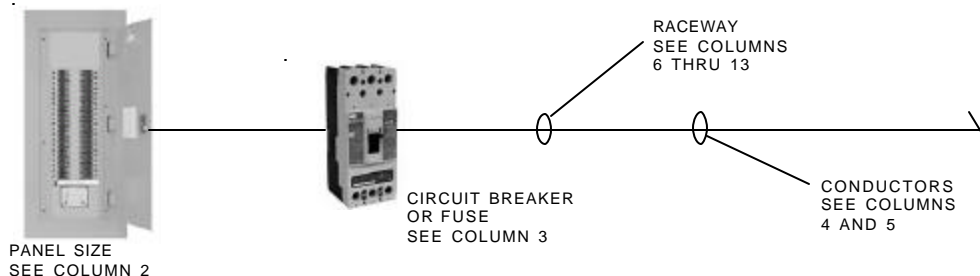 RACEWAY
SEE COLUMNS
6 THRU 13
CONDUCTORS
SEE COLUMNS
4 AND 5
CIRCUIT BREAKER
OR FUSE
SEE COLUMN 3
PANEL SIZE
SEE COLUMN 2